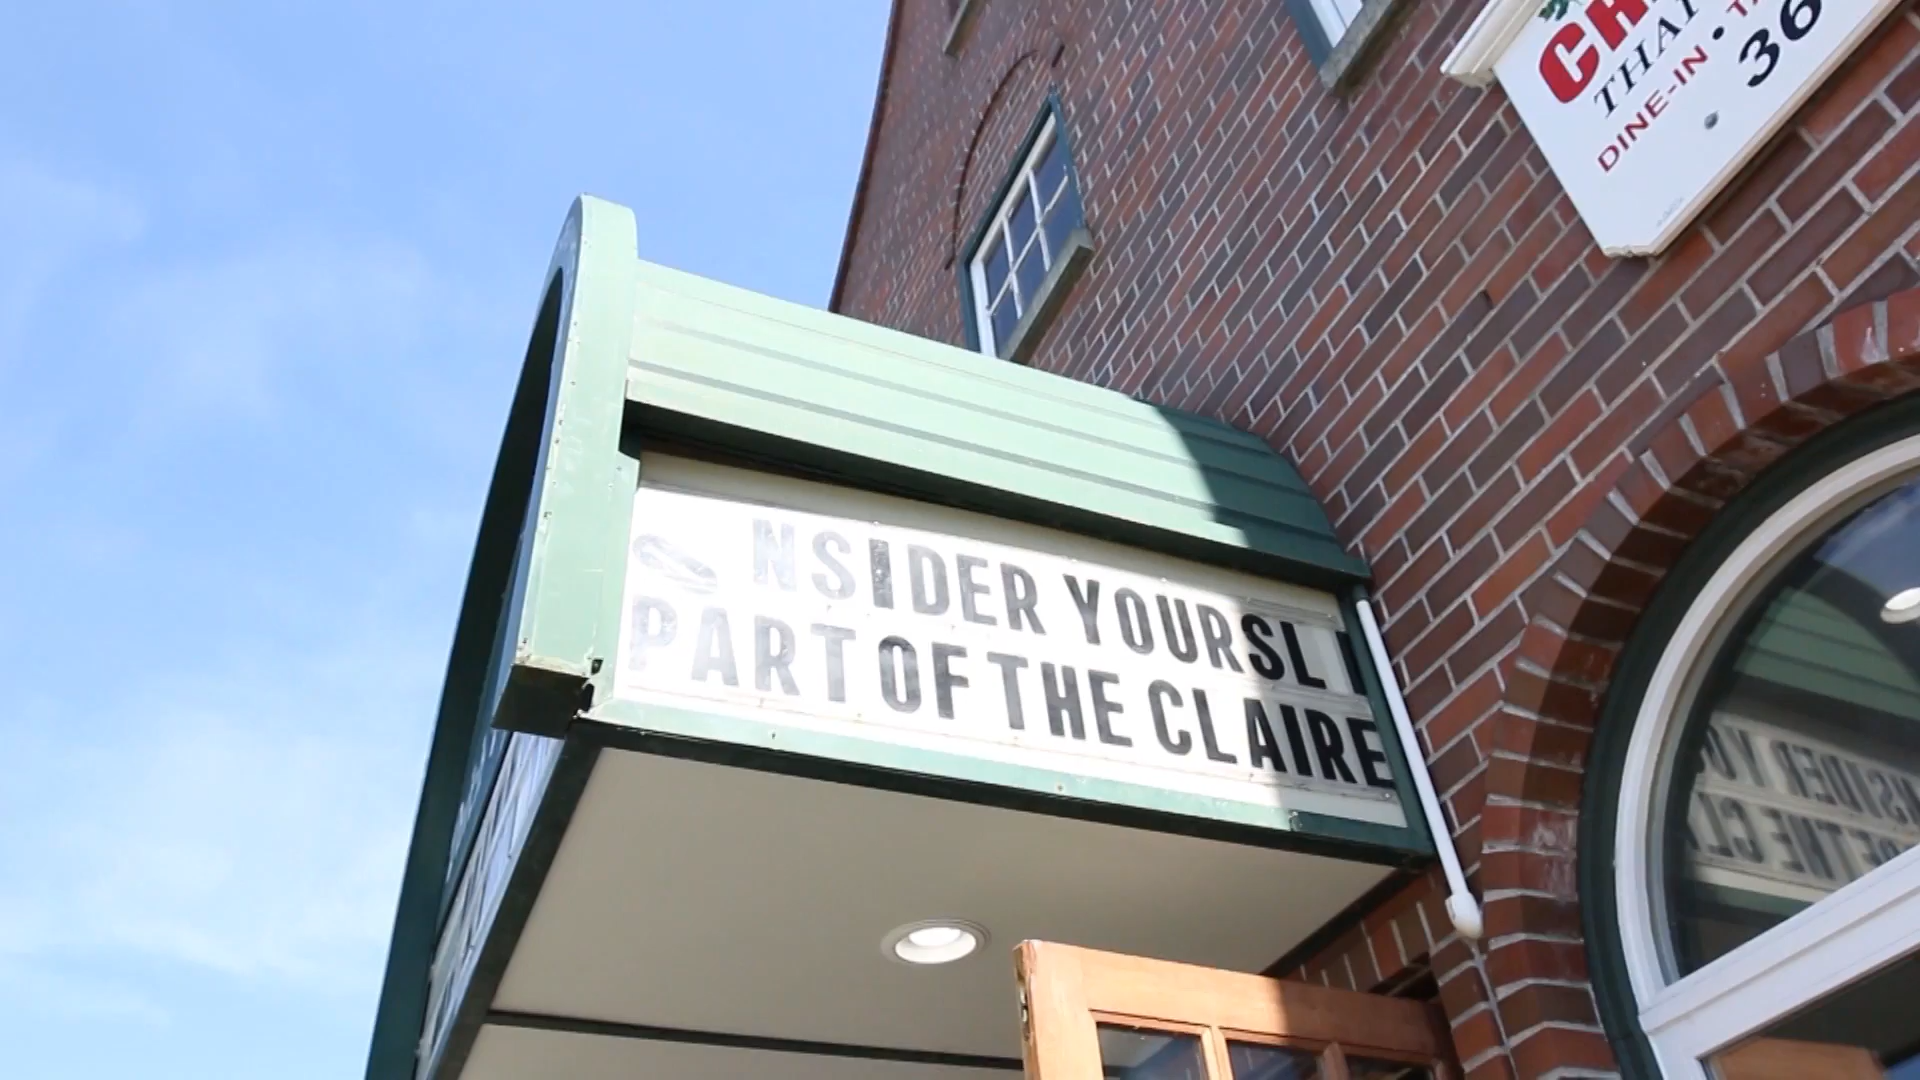 NSIDER YOURSL
PART OF THE CLAIRE
THAI
DINE-IN
36